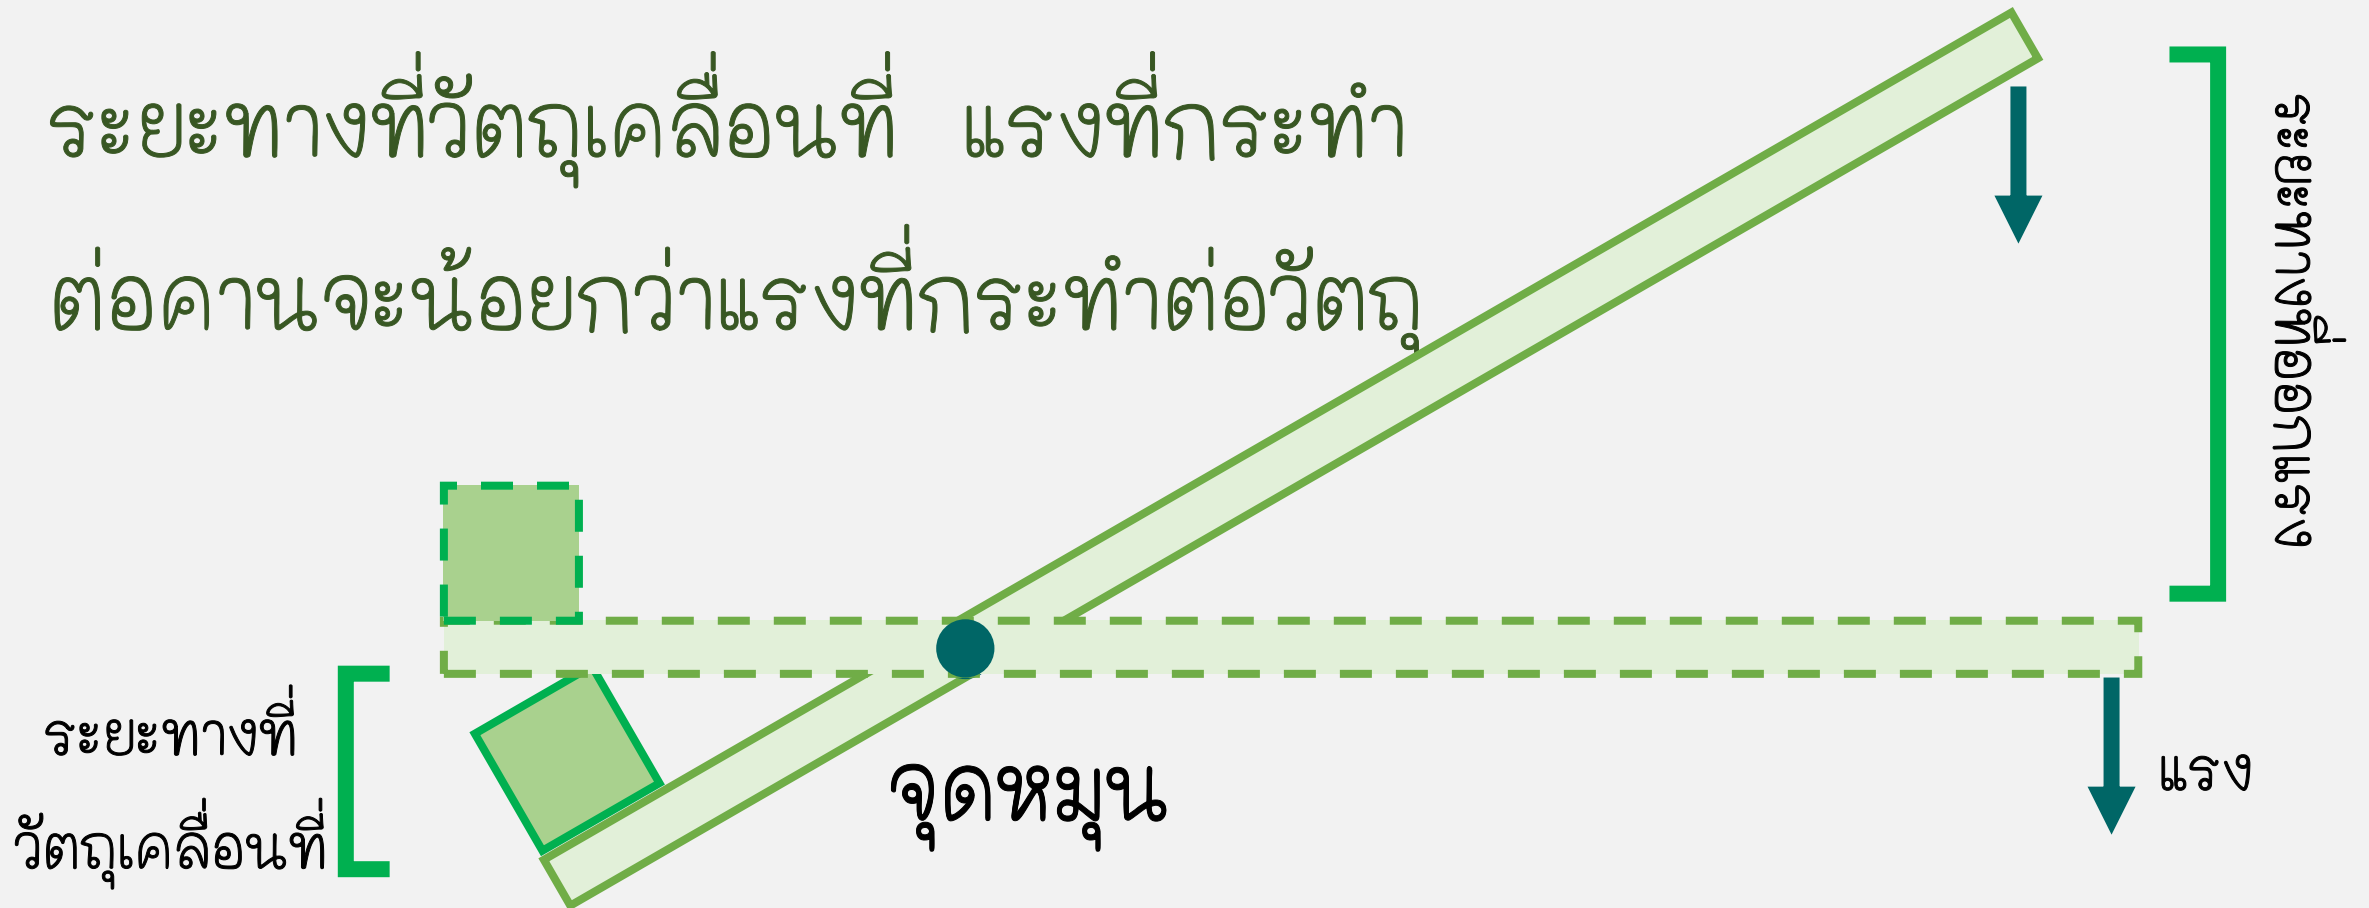 ระยะทางที่วัตถุเคลื่อนที่ แรงที่กระทำ
ต่อคานจะน้อยกว่าแรงที่กระทำต่อวัตถุ
ระยะทางที่ออกแรง
ระยะทางที่
วัตถุเคลื่อนที่
จุดหมุน
แรง